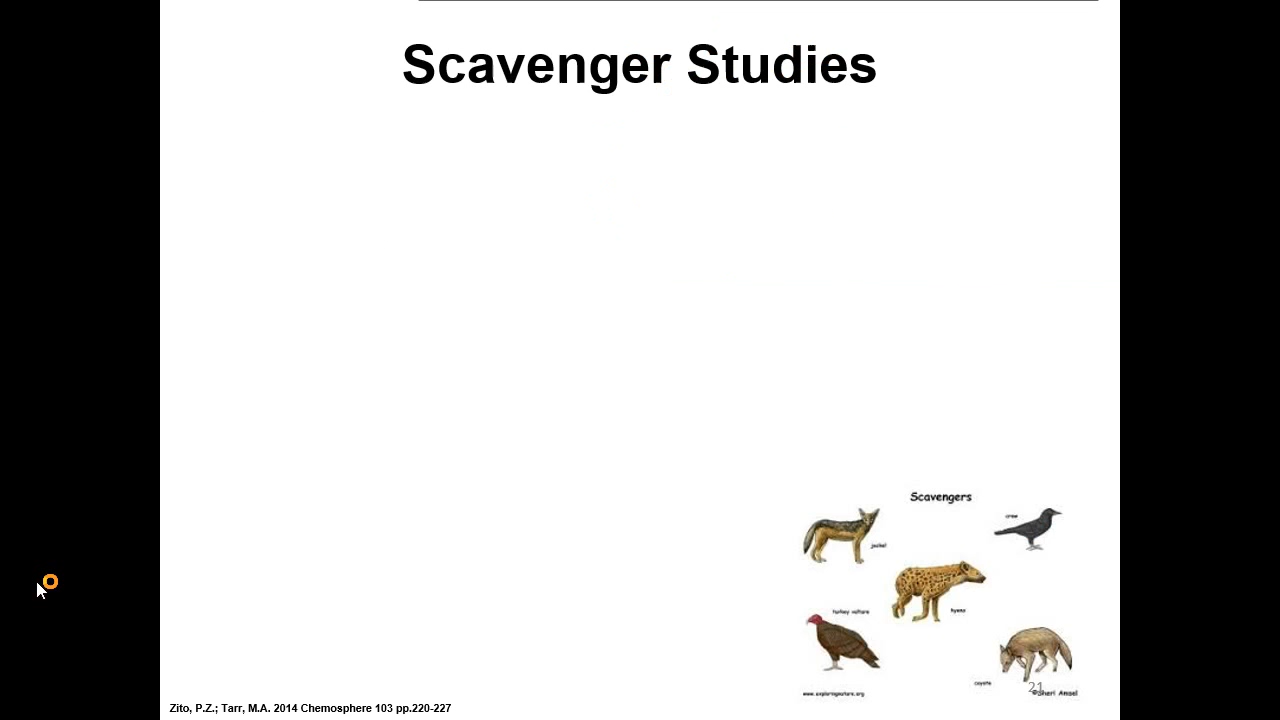 Scavenger Studies
Scavengers
crow
jackal
hyena
turkey vulture
coyote
21
www.exploringnature.org
©Sheri Amsel
Zito, P.Z.; Tarr, M.A. 2014 Chemosphere 103 pp.220-227